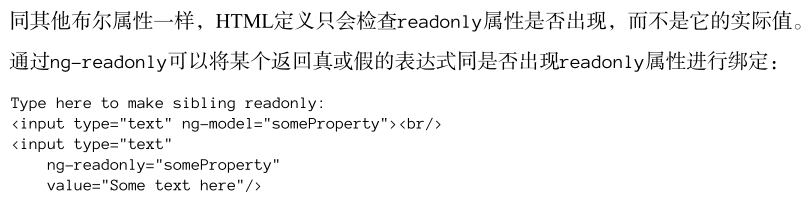 同其他布尔属性一样，HTML定义只会检查readonly属性是否出现，而不是它的实际值。
通过ng-readonly可以将某个返回真或假的表达式同是否出现readonly属性进行绑定：
Type here to make sibling readonly:
<input type="text" ng-model="someProperty"><br/>
<input type="text"
    ng-readonly="someProperty"
    value="Some text here"/>